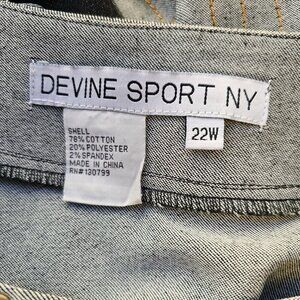 DEVINE SPORT NY
22W
SHELL
78% COTTON
20% POLYESTER
2% SPANDEX
MADE IN CHINA
RN# 130799